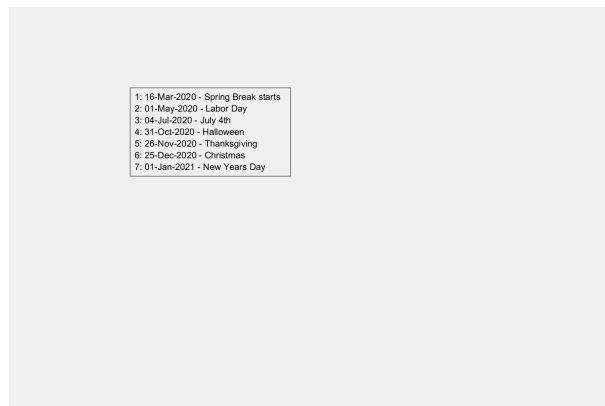 1: 16-Mar-2020 - Spring Break starts
2: 01-May-2020 - Labor Day
3: 04-Jul-2020 - July 4th
4: 31-Oct-2020 - Halloween
5: 26-Nov-2020 - Thanksgiving
6: 25-Dec-2020 - Christmas
7: 01-Jan-2021 - New Years Day